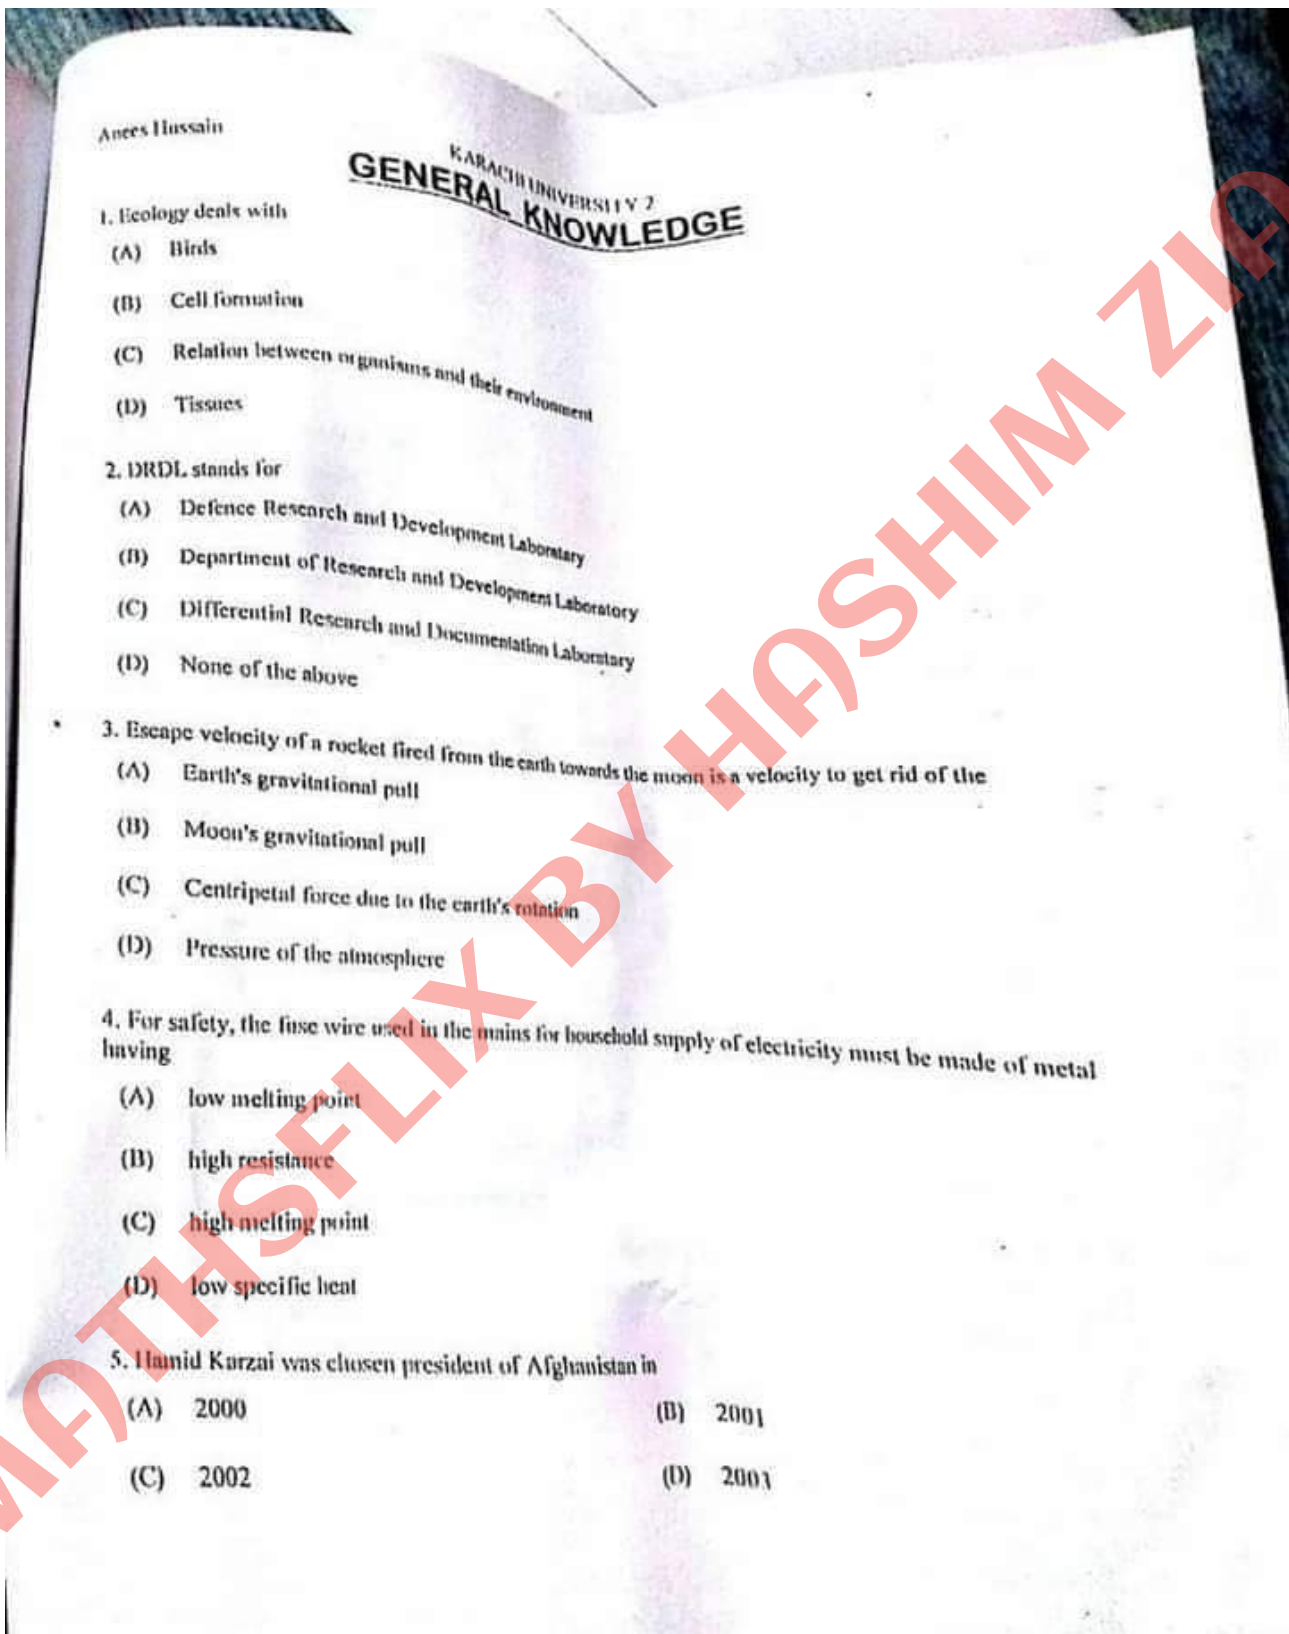 Anees Hussain
KARACHI UNIVERSITY 2
GENERAL KNOWLEDGE
1. Ecology deals with
(A) Birds
(B) Cell formation
(C) Relation between organisms and their environment
(D) Tissues
2. DRDL stands for
(A) Defence Research and Development Laboratary
(B) Department of Research and Development Laboratory
(C) Differential Research and Documentation Laboratary
(D) None of the above
3. Escape velocity of a rocket fired from the earth towards the moon is a velocity to get rid of the
(A) Earth's gravitational pull
(B) Moon's gravitational pull
(C) Centripetal force due to the earth's rotation
(D) Pressure of the atmosphere
4. For safety, the fuse wire used in the mains for household supply of electricity must be made of metal
having
(A) low melting point
(B) high resistance
(C) high melting point
(D) low specific heat
5. Hamid Karzai was chosen president of Afghanistan in
(A) 2000 (B) 2001
(C) 2002 (D)
MATHSFLIX BY HASHIM ZIA